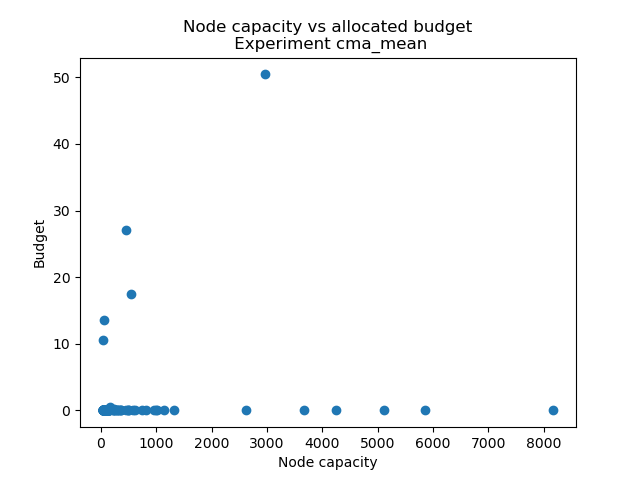 Node capacity vs allocated budget
Experiment cma_mean
50
40
30
20
10
0
Budget
0 1000 2000 3000 4000 5000 6000 7000 8000
Node capacity